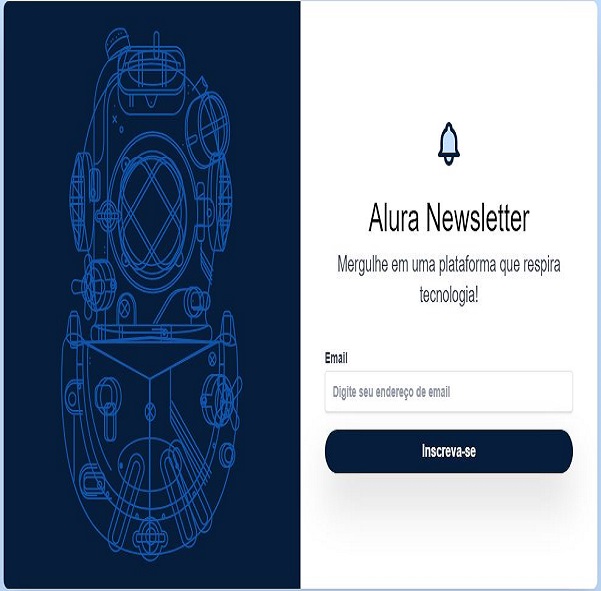 Alura Newsletter
Mergulhe em uma plataforma que respira
tecnologia!
Email
Digite seu endereço de email
Inscreva-se